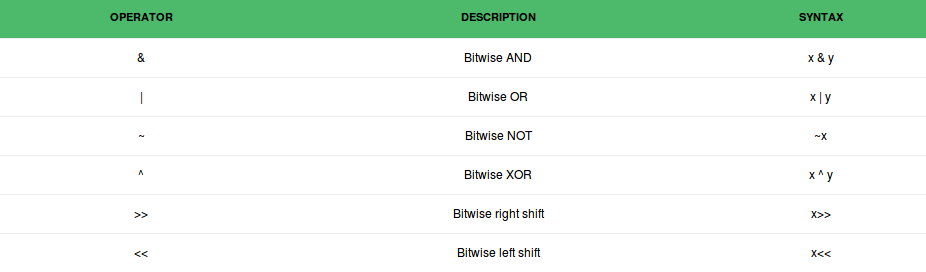 OPERATOR DESCRIPTION SYNTAX
& Bitwise AND x & y
| Bitwise OR x | y
~ Bitwise NOT ~x
^ Bitwise XOR x ^ y
>> Bitwise right shift x>>
<< Bitwise left shift x<<